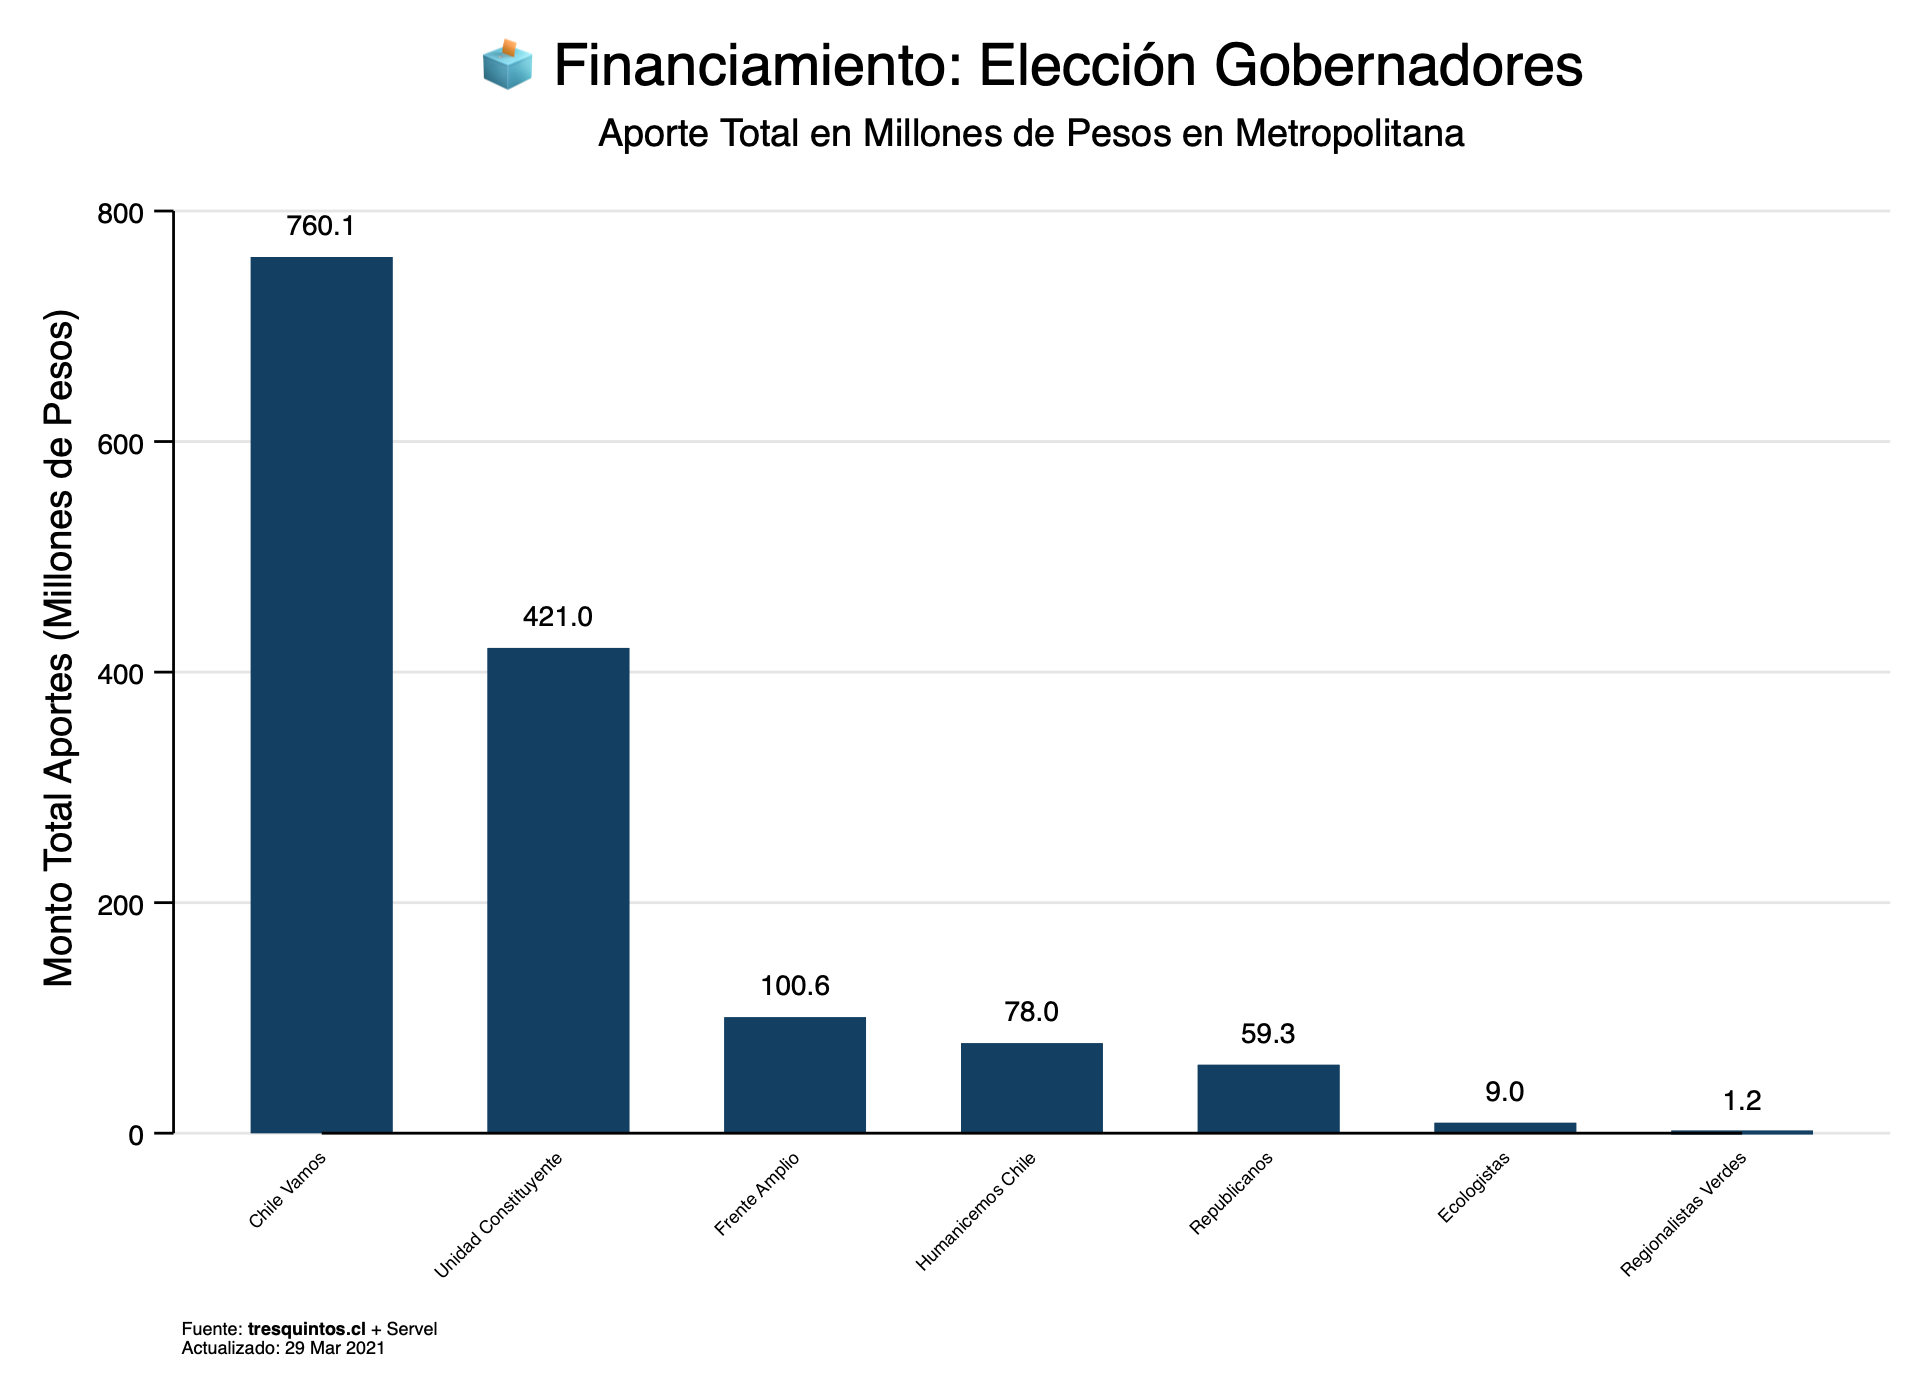 Financiamiento: Elección Gobernadores
Aporte Total en Millones de Pesos en Metropolitana
Monto Total Aportes (Millones de Pesos)
800
600
400
200
0
760.1
421.0
100.6
78.0
59.3
9.0
1.2
Chile Vamos
Unidad Constituyente
Frente Amplio
Humanicemos Chile
Republicanos
Ecologistas
Regionalistas Verdes
Fuente: tresquintos.cl + Servel
Actualizado: 29 Mar 2021